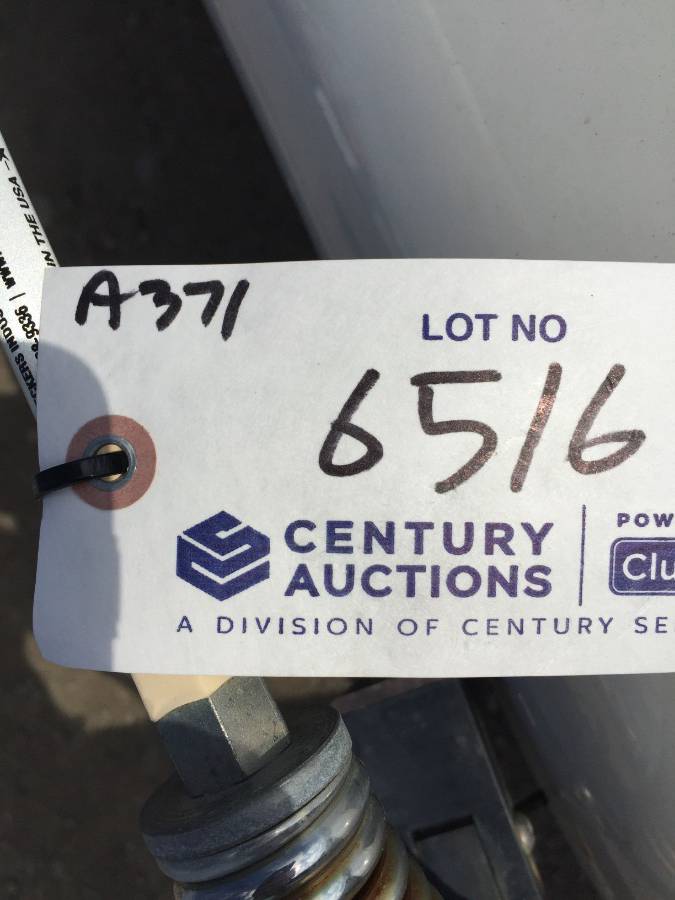 A371
LOT NO
6516
CENTURY
AUCTIONS
POW
Clu
A DIVISION OF CENTURY SE
IN THE USA